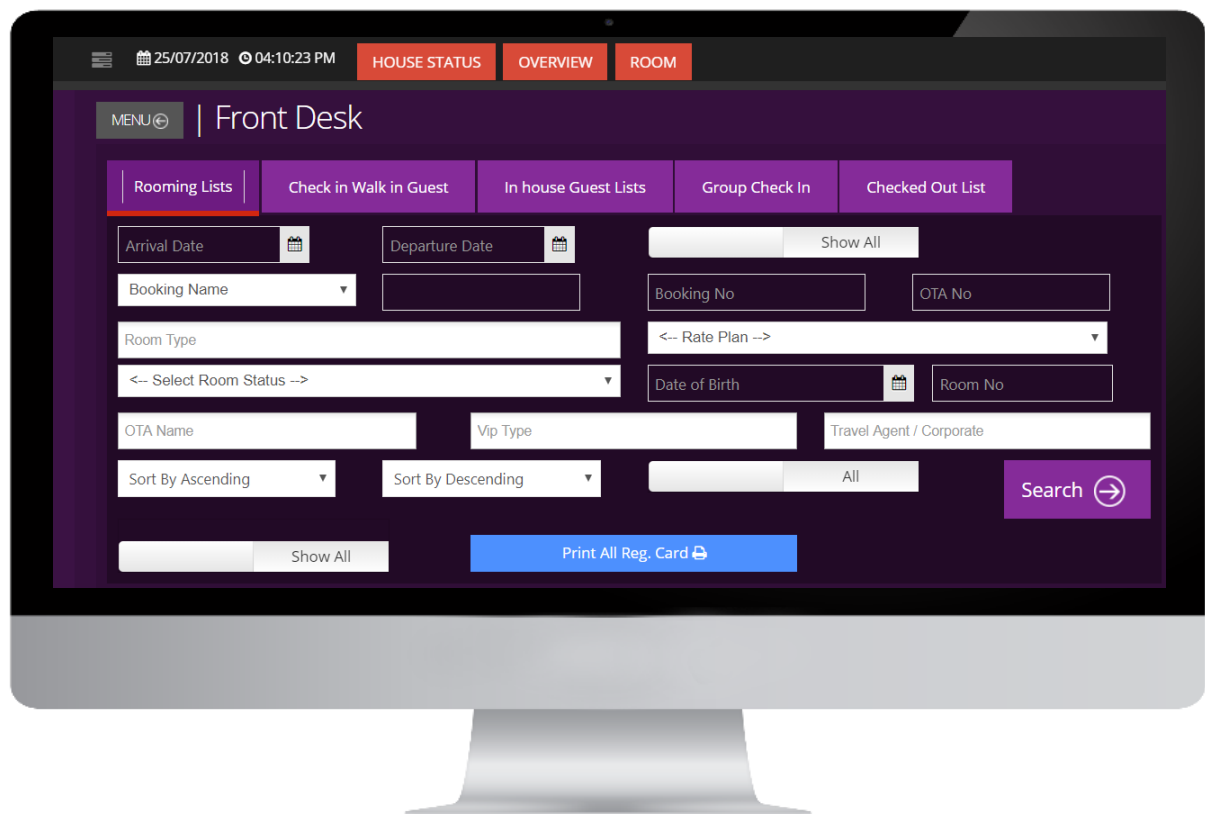 25/07/2018 04:10:23 PM HOUSE STATUS OVERVIEW ROOM
MENU | Front Desk
Rooming Lists Check in Walk in Guest In house Guest Lists Group Check In Checked Out List
Arrival Date Departure Date Show All
Booking Name Booking No OTA No
Room Type <-- Rate Plan -->
<-- Select Room Status --> Date of Birth Room No
OTA Name Vip Type Travel Agent / Corporate
Sort By Ascending Sort By Descending All Search
Show All Print All Reg. Card